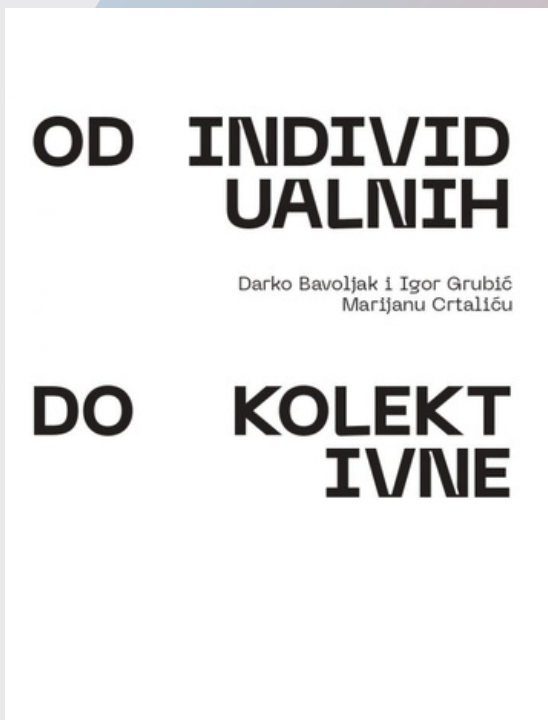 OD INDIVID
UALNIH
Darko Bavoljak i Igor Grubić
Marijanu Crtaliću
DO KOLEKT
IVNE